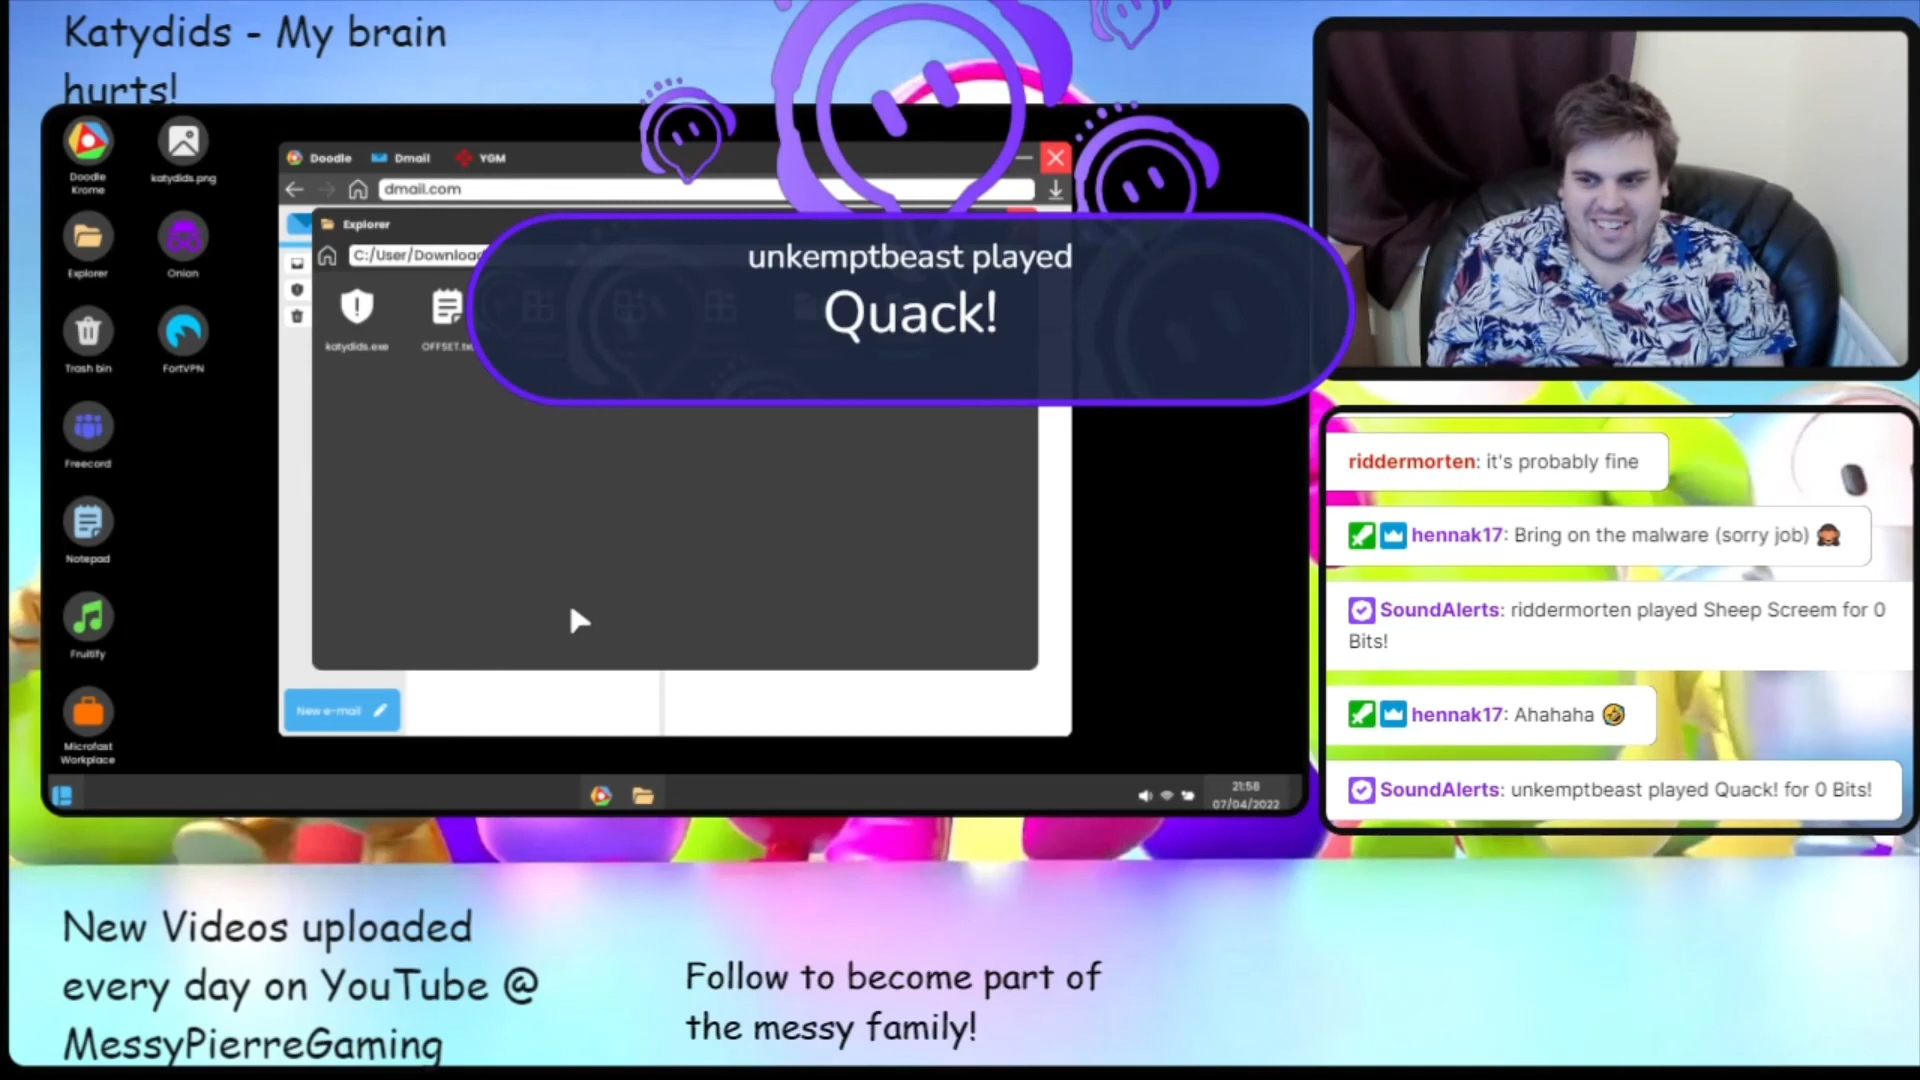 Katydids - My brain
hurts!
Doodle
Krome
katydids.png
Explorer
Onion
Trash bin
FortVPN
Freecord
Notepad
Fruitify
Microfast
Workplace
Doodle
Dmail
YGM
dmail.com
Explorer
C:/User/Downloa
katydids.exe
OFFSET.tx
New e-mail
21:58
07/04/2022
unkemptbeast played
Quack!
riddermorten: it's probably fine
hennak17: Bring on the malware (sorry job)
SoundAlerts: riddermorten played Sheep Screem for 0
Bits!
hennak17: Ahahaha
SoundAlerts: unkemptbeast played Quack! for 0 Bits!
New Videos uploaded
every day on YouTube @
MessyPierreGaming
Follow to become part of
the messy family!